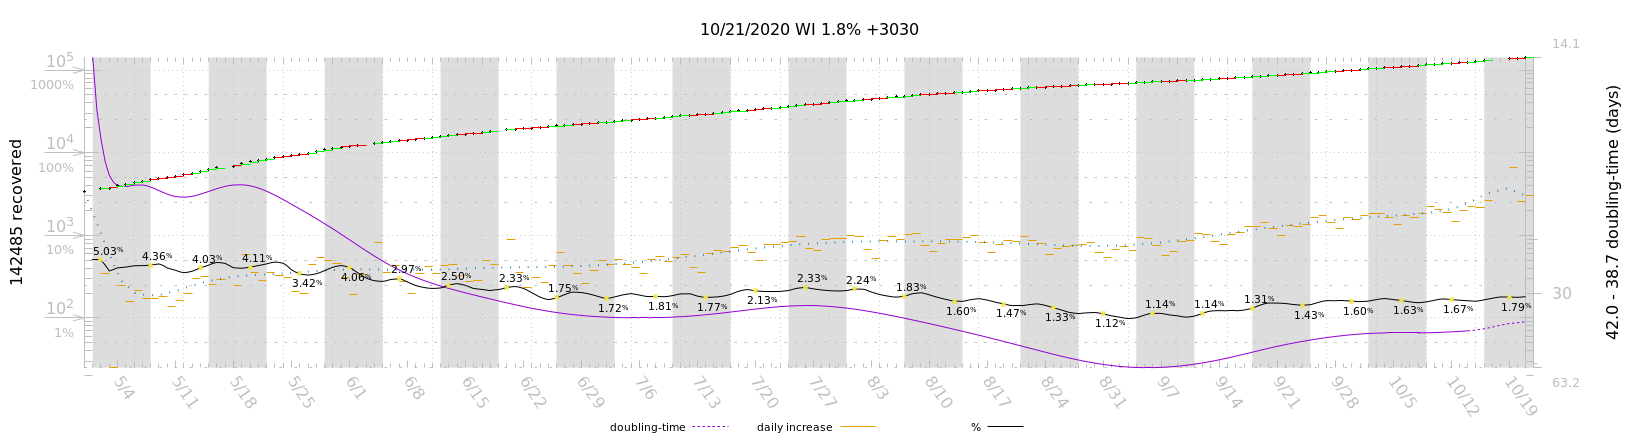 10/21/2020 WI 1.8% +3030
142485 recovered
10⁵
1000%
10⁴
100%
10³
10%
10²
1%
5.03% 4.36% 4.03% 4.11% 3.42% 4.06% 2.97% 2.50% 2.33% 1.75% 1.72% 1.81% 1.77% 2.13% 2.33% 2.24% 1.83% 1.60% 1.47% 1.33% 1.12% 1.14% 1.14% 1.31% 1.43% 1.60% 1.63% 1.67% 1.79%
14.1
30
63.2
42.0 - 38.7 doubling-time (days)
5/4 5/11 5/18 5/25 6/1 6/8 6/15 6/22 6/29 7/6 7/13 7/20 7/27 8/3 8/10 8/17 8/24 8/31 9/7 9/14 9/21 9/28 10/5 10/12 10/19
doubling-time daily increase %